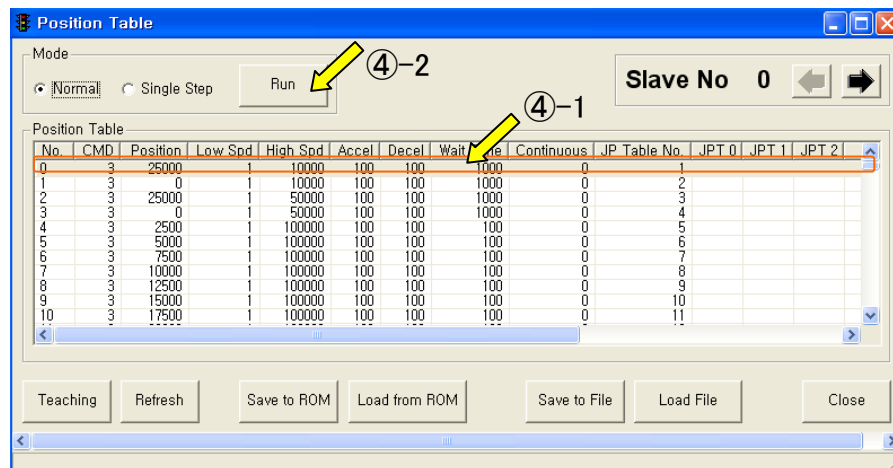 Position Table
Mode
Normal Single Step Run
④-2
Slave No 0
④-1
Position Table
No. CMD Position Low Spd High Spd Accel Decel Wait Time Continuous JP Table No. JPT 0 JPT 1 JPT 2
0 3 25000 1 10000 100 100 1000 0 1
1 3 0 1 10000 100 100 1000 0 2
2 3 25000 1 50000 100 100 1000 0 3
3 3 0 1 50000 100 100 1000 0 4
4 3 2500 1 100000 100 100 100 0 5
5 3 5000 1 100000 100 100 100 0 6
6 3 7500 1 100000 100 100 100 0 7
7 3 10000 1 100000 100 100 100 0 8
8 3 12500 1 100000 100 100 100 0 9
9 3 15000 1 100000 100 100 100 0 10
10 3 17500 1 100000 100 100 100 0 11
Teaching Refresh Save to ROM Load from ROM Save to File Load File Close